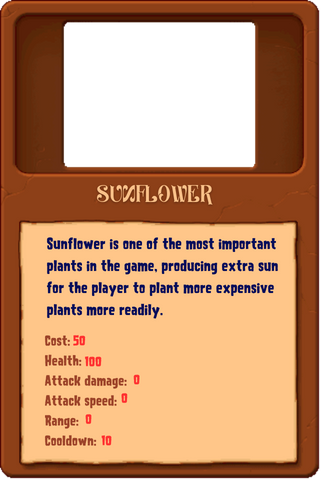 SUNFLOWER
Sunflower is one of the most important
plants in the game, producing extra sun
for the player to plant more expensive
plants more readily.
Cost: 50
Health: 100
Attack damage: 0
Attack speed: 0
Range: 0
Cooldown: 10